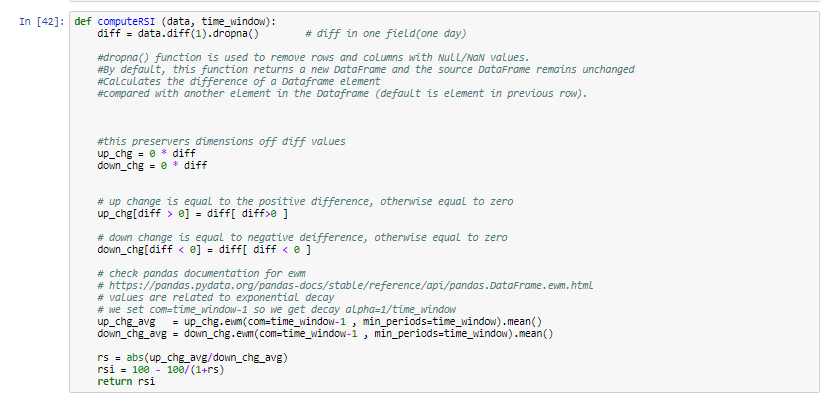 In [42]: def computeRSI (data, time_window):
diff = data.diff(1).dropna() # diff in one field(one day)
#dropna() function is used to remove rows and columns with Null/NaN values.
#By default, this function returns a new DataFrame and the source DataFrame remains unchanged
#Calculates the difference of a Dataframe element
#compared with another element in the Dataframe (default is element in previous row).
#this preservers dimensions off diff values
up_chg = 0 * diff
down_chg = 0 * diff
# up change is equal to the positive difference, otherwise equal to zero
up_chg[diff > 0] = diff[ diff>0 ]
# down change is equal to negative deifference, otherwise equal to zero
down_chg[diff < 0] = diff[ diff < 0 ]
# check pandas documentation for ewm
# https://pandas.pydata.org/pandas-docs/stable/reference/api/pandas.DataFrame.ewm.html
# values are related to exponential decay
# we set com=time_window-1 so we get decay alpha=1/time_window
up_chg_avg = up_chg.ewm(com=time_window-1 , min_periods=time_window).mean()
down_chg_avg = down_chg.ewm(com=time_window-1 , min_periods=time_window).mean()
rs = abs(up_chg_avg/down_chg_avg)
rsi = 100 - 100/(1+rs)
return rsi